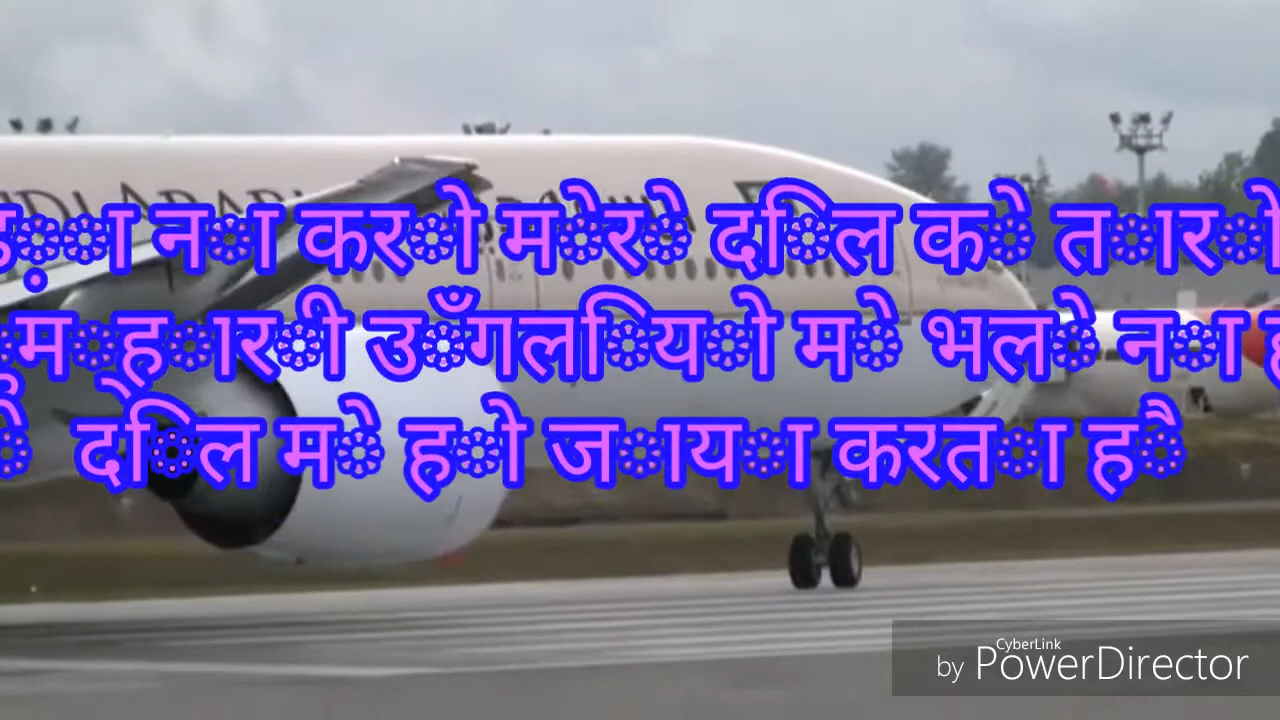 ना करो मेरे दिल के तारो
उँगलियो मे भले ना
दिल मे हो जाया करता है
by CyberLink PowerDirector